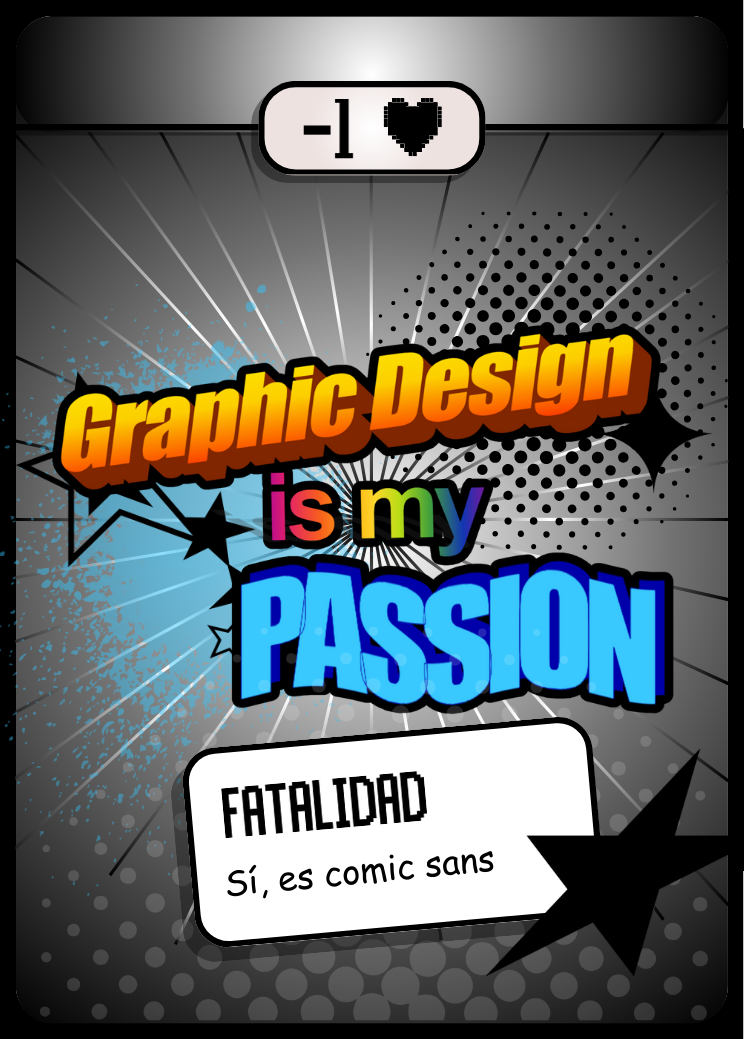 -1
Graphic Design
is my
PASSION
FATALIDAD
Sí, es comic sans